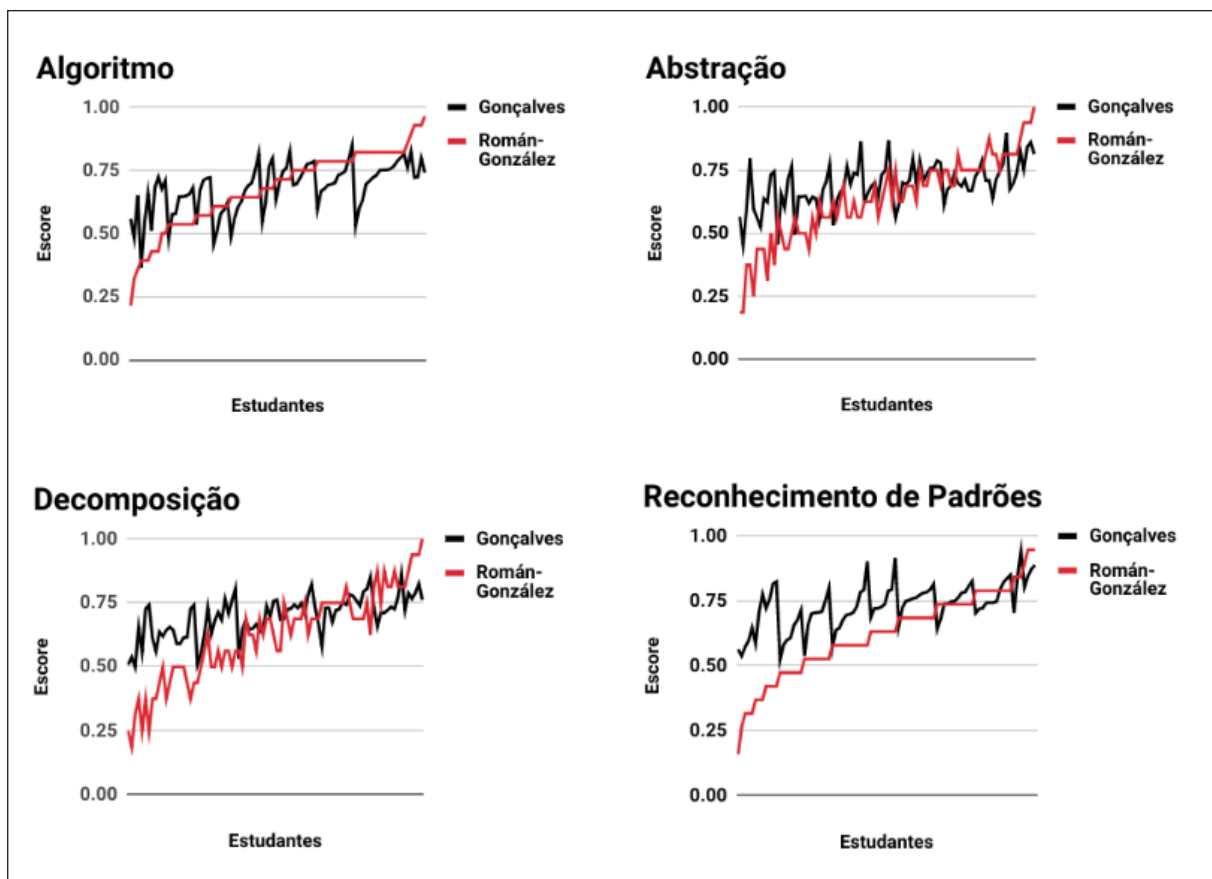 Algoritmo
Gonçalves
Román-
González
1.00
0.75
0.50
0.25
0.00
Escore
Estudantes
Abstração
Gonçalves
Román-
González
1.00
0.75
0.50
0.25
0.00
Escore
Estudantes
Decomposição
Gonçalves
Román-
González
1.00
0.75
0.50
0.25
0.00
Escore
Estudantes
Reconhecimento de Padrões
Gonçalves
Román-
González
1.00
0.75
0.50
0.25
0.00
Escore
Estudantes